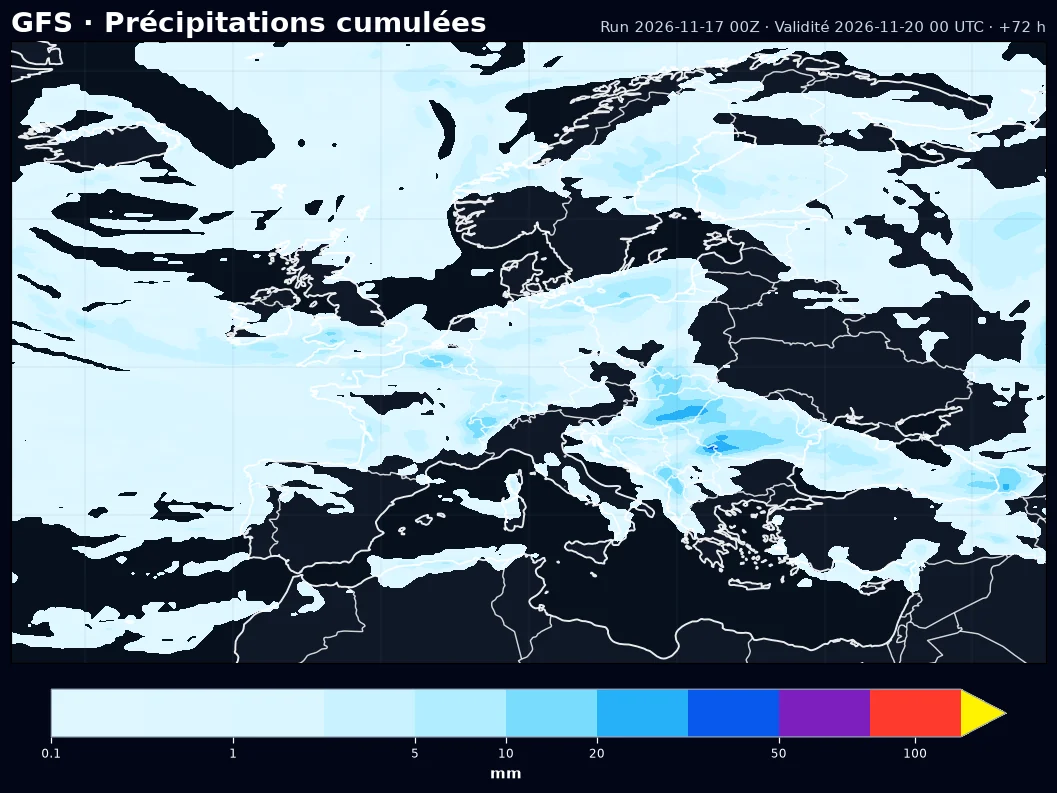 GFS · Précipitations cumulées
Run 2026-11-17 00Z · Validité 2026-11-20 00 UTC · +72 h
0.1 1 5 10 20 50 100
mm